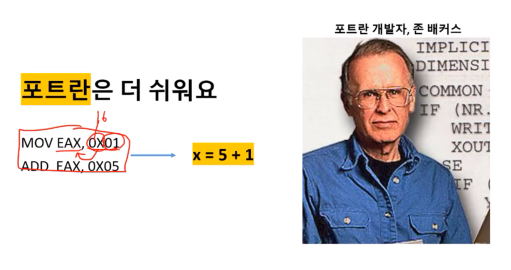 포트란 개발자, 존 배커스
포트란은 더 쉬워요
16
MOV EAX, 0X01
ADD EAX, 0X05
x = 5 + 1
IMPLICI
DIMENSI
COMMON
IF (NR.
WRIT
XOUT
SE
IF (